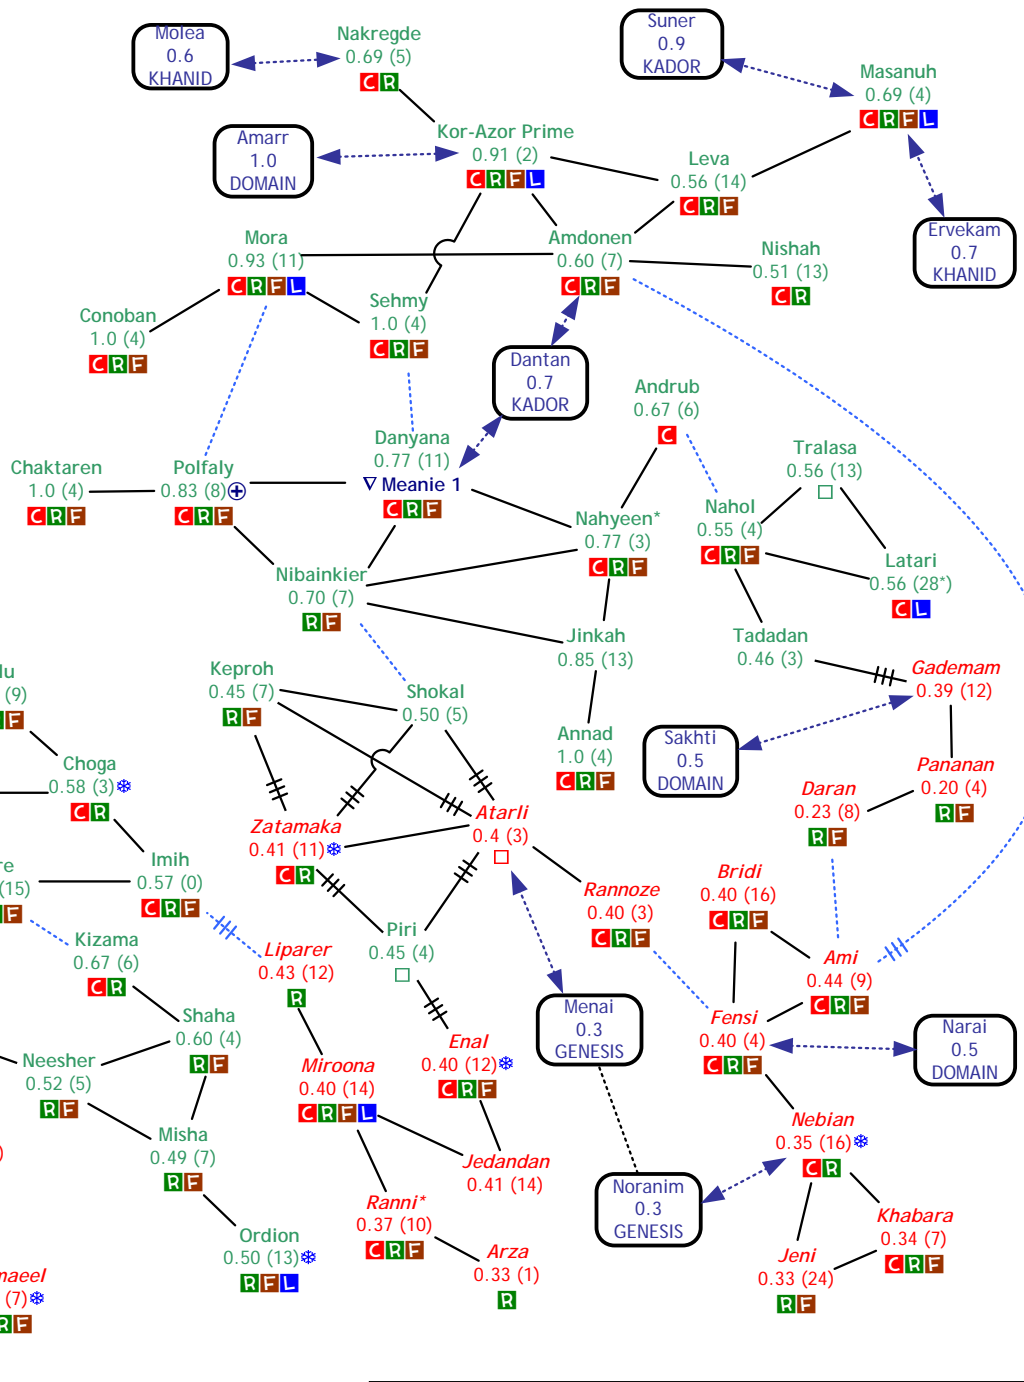 Molea
0.6
KHANID
Nakregde
0.69 (5)
C R
Suner
0.9
KADOR
Masanuh
0.69 (4)
C R F L
Amarr
1.0
DOMAIN
Kor-Azor Prime
0.91 (2)
C R F L
Leva
0.56 (14)
C R F
Ervekam
0.7
KHANID
Mora
0.93 (11)
C R F L
Amdonen
0.60 (7)
C R F
Nishah
0.51 (13)
C R
Conoban
1.0 (4)
C R F
Sehmy
1.0 (4)
C R F
Dantan
0.7
KADOR
Andrub
0.67 (6)
C
Chaktaren
1.0 (4)
C R F
Polfaly
0.83 (8)
C R F
Danyana
0.77 (11)
∇ Meanie 1
C R F
Tralasa
0.56 (13)
Nahyeen*
0.77 (3)
C R F
Nahol
0.55 (4)
C R F
Latari
0.56 (28*)
C L
Nibainkier
0.70 (7)
R F
Jinkah
0.85 (13)
Tadadan
0.46 (3)
Gademam
0.39 (12)
lu
(9)
F
Keproh
0.45 (7)
R F
Shokal
0.50 (5)
Annad
1.0 (4)
C R F
Sakhti
0.5
DOMAIN
Choga
0.58 (3)
C R
Pananan
0.20 (4)
R F
Daran
0.23 (8)
R F
Zatamaka
0.41 (11)
C R
Atarli
0.4 (3)
re
(15)
F
Imih
0.57 (0)
C R F
Rannoze
0.40 (3)
C R F
Bridi
0.40 (16)
C R F
Kizama
0.67 (6)
C R
Liparer
0.43 (12)
R
Piri
0.45 (4)
Ami
0.44 (9)
C R F
Menai
0.3
GENESIS
Fensi
0.40 (4)
C R F
Narai
0.5
DOMAIN
Shaha
0.60 (4)
R F
Neesher
0.52 (5)
R F
Miroona
0.40 (14)
C R F L
Enal
0.40 (12)
C R F
Misha
0.49 (7)
R F
)
Jedandan
0.41 (14)
Nebian
0.35 (16)
C R
Noranim
0.3
GENESIS
Ranni*
0.37 (10)
C R F
Khabara
0.34 (7)
C R F
Ordion
0.50 (13)
R F L
Arza
0.33 (1)
R
Jeni
0.33 (24)
R F
maeel
(7)
R F